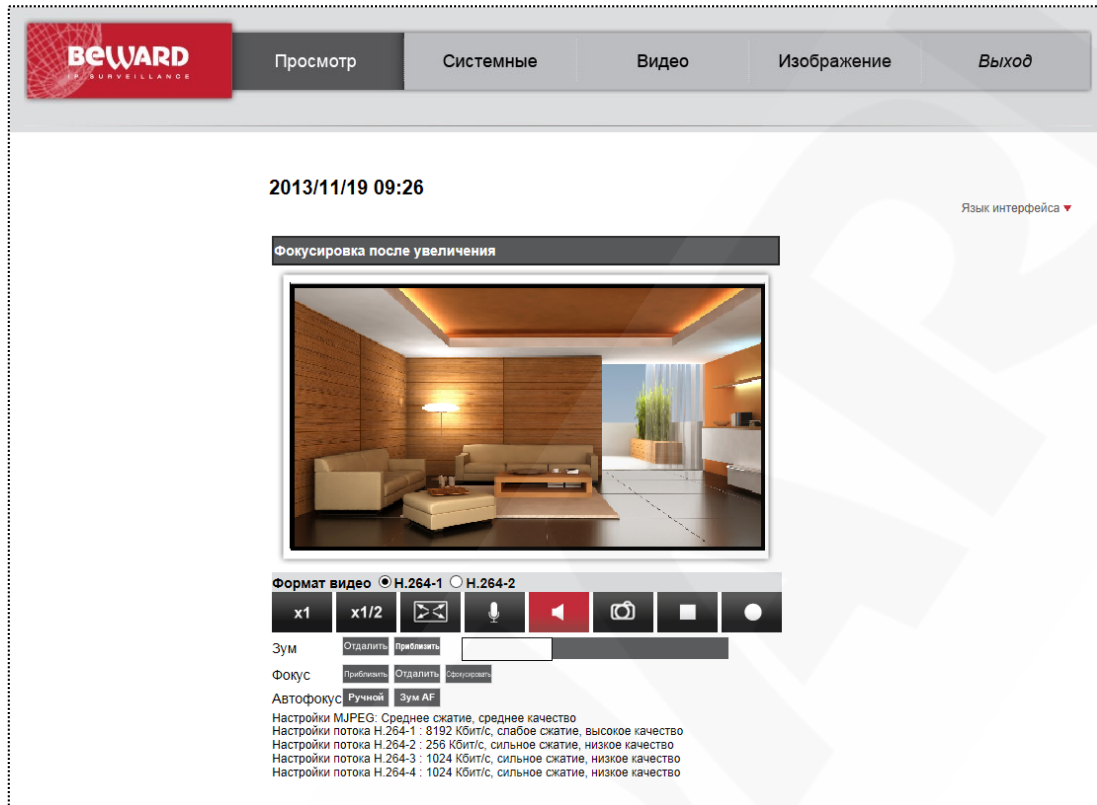 BEWARD
IP SURVEILLANCE
Просмотр
Системные
Видео
Изображение
Выход
2013/11/19 09:26
Язык интерфейса
Фокусировка после увеличения
Формат видео H.264-1 H.264-2
x1 x1/2
Зум Отдалить Приблизить
Фокус Приблизить Отдалить Сфокусировать
Автофокус Ручной Зум AF
Настройки MJPEG: Среднее сжатие, среднее качество
Настройки потока H.264-1 : 8192 Кбит/с, слабое сжатие, высокое качество
Настройки потока H.264-2 : 256 Кбит/с, сильное сжатие, низкое качество
Настройки потока H.264-3 : 1024 Кбит/с, сильное сжатие, низкое качество
Настройки потока H.264-4 : 1024 Кбит/с, сильное сжатие, низкое качество